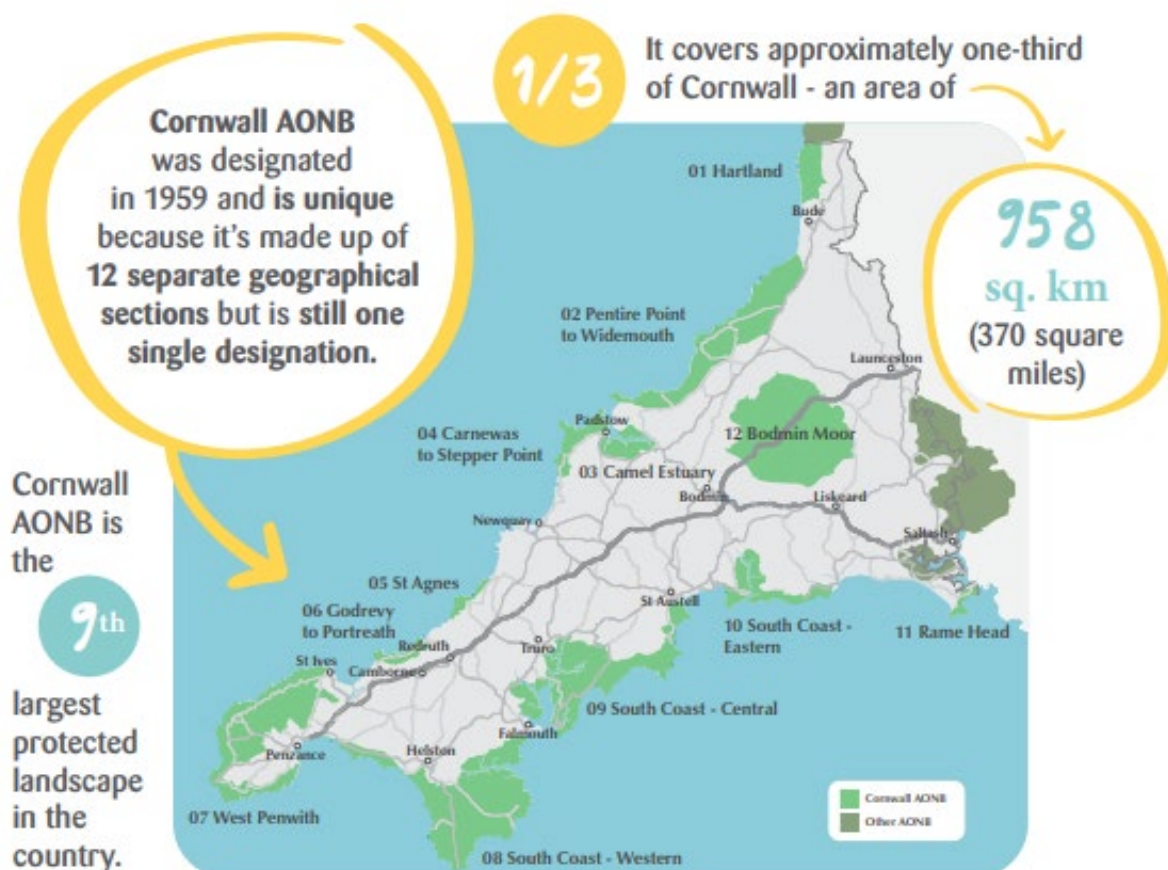 Cornwall AONB
was designated
in 1959 and is unique
because it's made up of
12 separate geographical
sections but is still one
single designation.
1/3
It covers approximately one-third
of Cornwall - an area of
958
sq. km
(370 square
miles)
Cornwall
AONB is
the
9th
largest
protected
landscape
in the
country.
01 Hartland
Bude
02 Pentire Point
to Widemouth
Launceston
Padstow
04 Carnewas
to Stepper Point
12 Bodmin Moor
03 Camel Estuary
Bodmin
Liskeard
Newquay
Saltash
05 St Agnes
St Austell
06 Godrevy
to Portreath
10 South Coast -
Eastern
11 Rame Head
Redruth
Truro
St Ives
Camborne
09 South Coast - Central
Falmouth
Penzance
Helston
07 West Penwith
08 South Coast - Western
Cornwall AONB
Other AONB